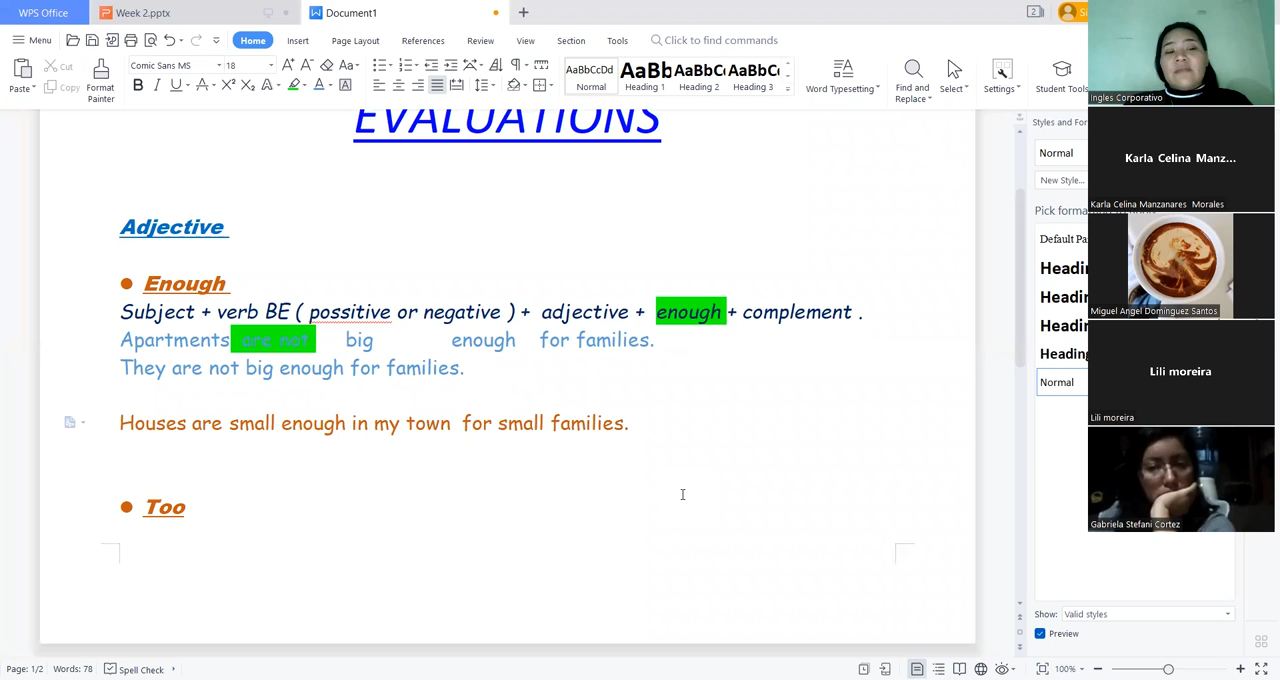 WPS Office
Week 2.pptx
Document1
2
Menu
Home
Insert
Page Layout
References
Review
View
Section
Tools
Click to find commands
Paste
Cut
Copy
Format
Painter
Comic Sans MS
18
AaBbCcDd
Normal
AaBb
Heading 1
AaBbC
Heading 2
AaBbC
Heading 3
Word Typesetting
Find and
Replace
Select
Settings
Student Tools
EVALUATIONS
Adjective
Enough
Subject + verb BE ( possitive or negative ) + adjective + enough + complement .
Apartments are not big enough for families.
They are not big enough for families.
Houses are small enough in my town for small families.
Too
Styles and For
Normal
New Style...
Pick forma
Default Pa
Headin
Headin
Headin
Headin
Normal
Show:
Valid styles
Preview
Ingles Corporativo
Karla Celina Manz...
Karla Celina Manzanares Morales
Miguel Angel Dominguez Santos
Lili moreira
Lili moreira
Gabriela Stefani Cortez
Page: 1/2
Words: 78
Spell Check
100%